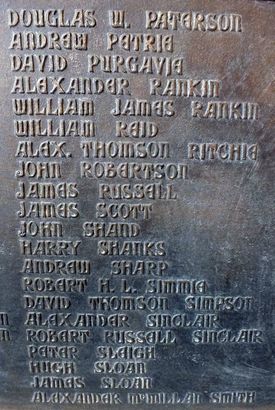 DOUGLAS W. PATERSON
ANDREW PETRIE
DAVID PURGAVIE
ALEXANDER RANKIN
WILLIAM JAMES RANKIN
WILLIAM REID
ALEX. THOMSON RITCHIE
JOHN ROBERTSON
JAMES RUSSELL
JAMES SCOTT
JOHN SHAND
HARRY SHANKS
ANDREW SHARP
ROBERT H. L. SIMMIE
DAVID THOMSON SIMPSON
N ALEXANDER SINCLAIR
N ROBERT RUSSELL SINCLAIR
PETER SLEIGH
HUGH SLOAN
JAMES SLOAN
ALEXANDER McMILLAN SMITH